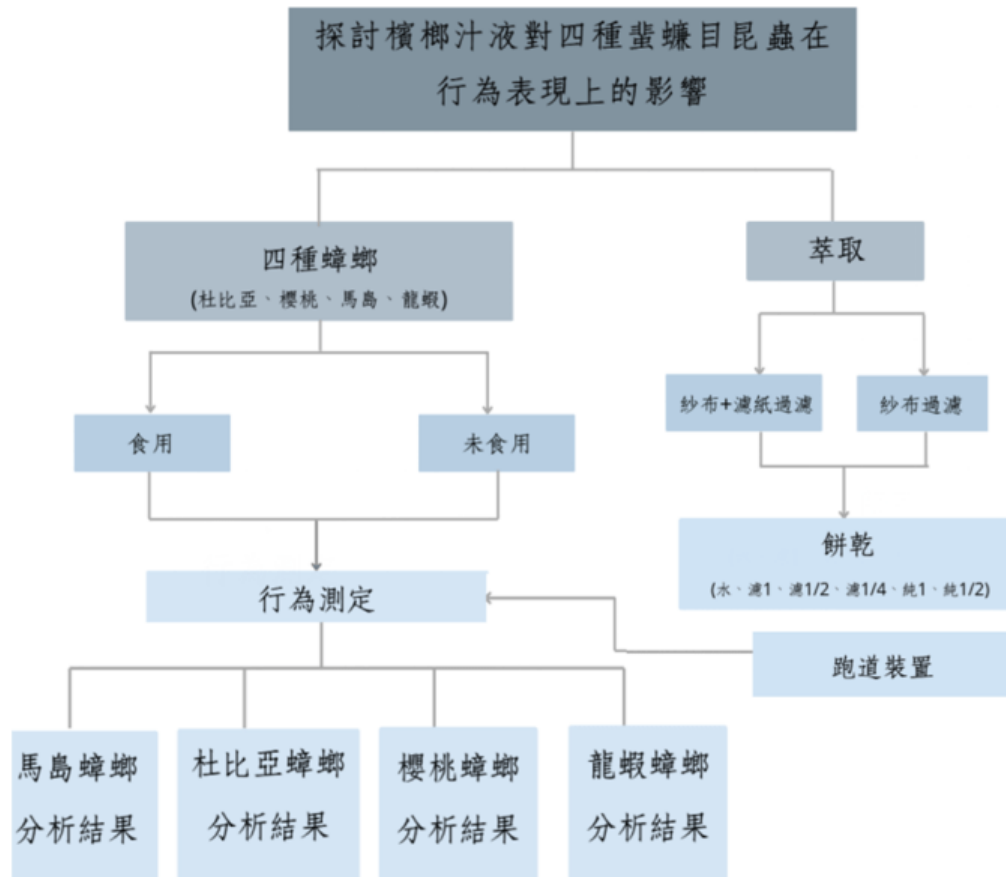 探討檳榔汁液對四種蜚蠊目昆蟲在
行為表現上的影響
四種蟑螂
(杜比亞、櫻桃、馬島、龍蝦)
萃取
食用
未食用
紗布+濾紙過濾
紗布過濾
餅乾
(水、濾1、濾1/2、濾1/4、純1、純1/2)
行為測定
跑道裝置
馬島蟑螂
分析結果
杜比亞蟑螂
分析結果
櫻桃蟑螂
分析結果
龍蝦蟑螂
分析結果